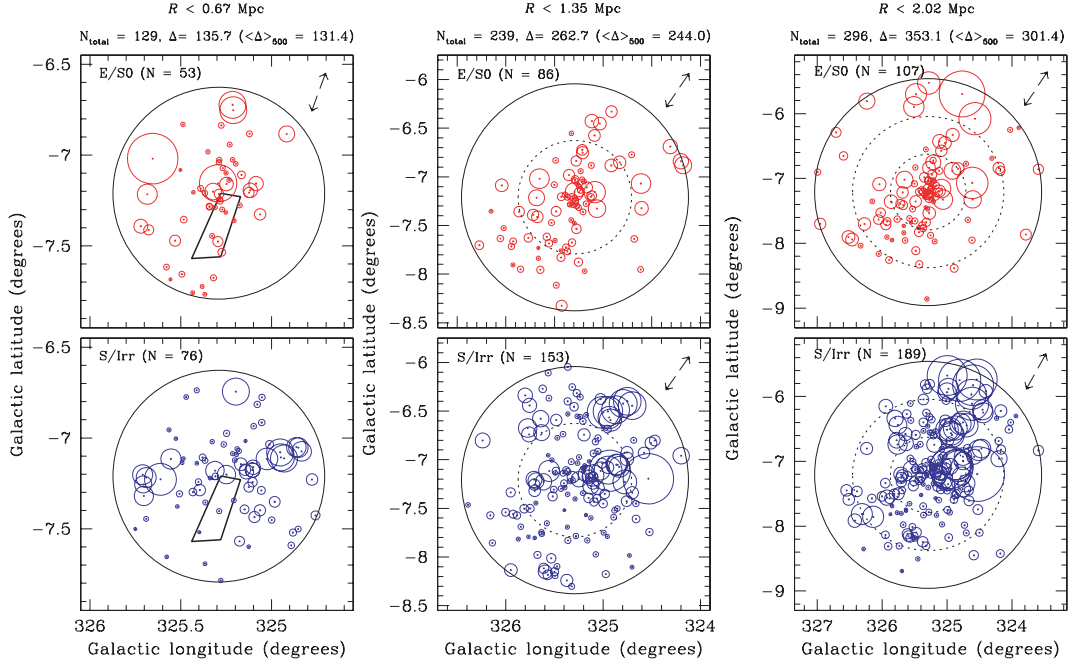 R < 0.67 Mpc
N_total = 129, Δ = 135.7 (<Δ>_500 = 131.4)
R < 1.35 Mpc
N_total = 239, Δ = 262.7 (<Δ>_500 = 244.0)
R < 2.02 Mpc
N_total = 296, Δ = 353.1 (<Δ>_500 = 301.4)
E/S0 (N = 53)
E/S0 (N = 86)
E/S0 (N = 107)
−6.5
−7
−7.5
Galactic latitude (degrees)
−6
−6.5
−7
−7.5
−8
−8.5
Galactic latitude (degrees)
−6
−7
−8
−9
Galactic latitude (degrees)
S/Irr (N = 76)
S/Irr (N = 153)
S/Irr (N = 189)
−6.5
−7
−7.5
−6
−6.5
−7
−7.5
−8
−8.5
−6
−7
−8
−9
326 325.5 325
326 325 324
327 326 325 324
Galactic longitude (degrees)
Galactic longitude (degrees)
Galactic longitude (degrees)